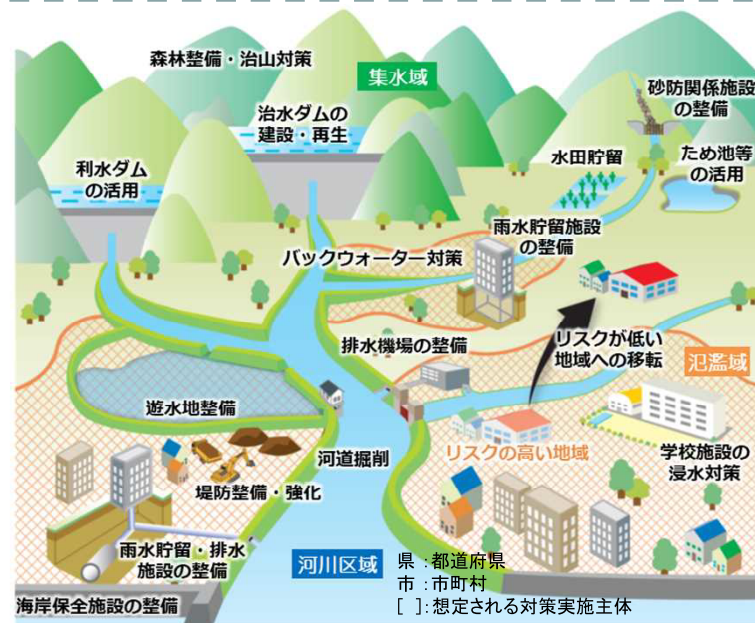 森林整備・治山対策
集水域
砂防関係施設
の整備
治水ダムの
建設・再生
水田貯留
ため池等
の活用
利水ダム
の活用
雨水貯留施設
の整備
バックウォーター対策
リスクが低い
地域への移転
排水機場の整備
氾濫域
遊水地整備
リスクの高い地域
学校施設の
浸水対策
河道掘削
堤防整備・強化
雨水貯留・排水
施設の整備
河川区域
県 :都道府県
市 :市町村
[ ]:想定される対策実施主体
海岸保全施設の整備